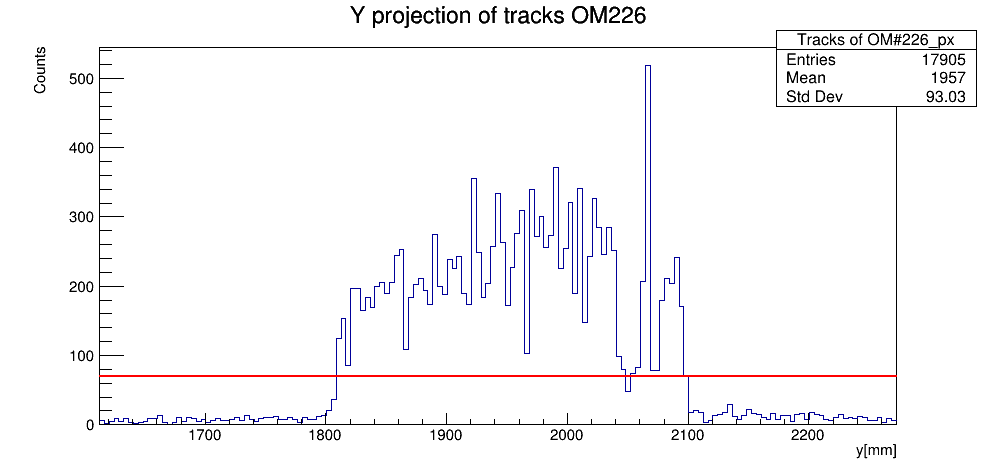 Y projection of tracks OM226
Tracks of OM#226_px
Entries 17905
Mean 1957
Std Dev 93.03
Counts
500
400
300
200
100
0
1700 1800 1900 2000 2100 2200
y[mm]